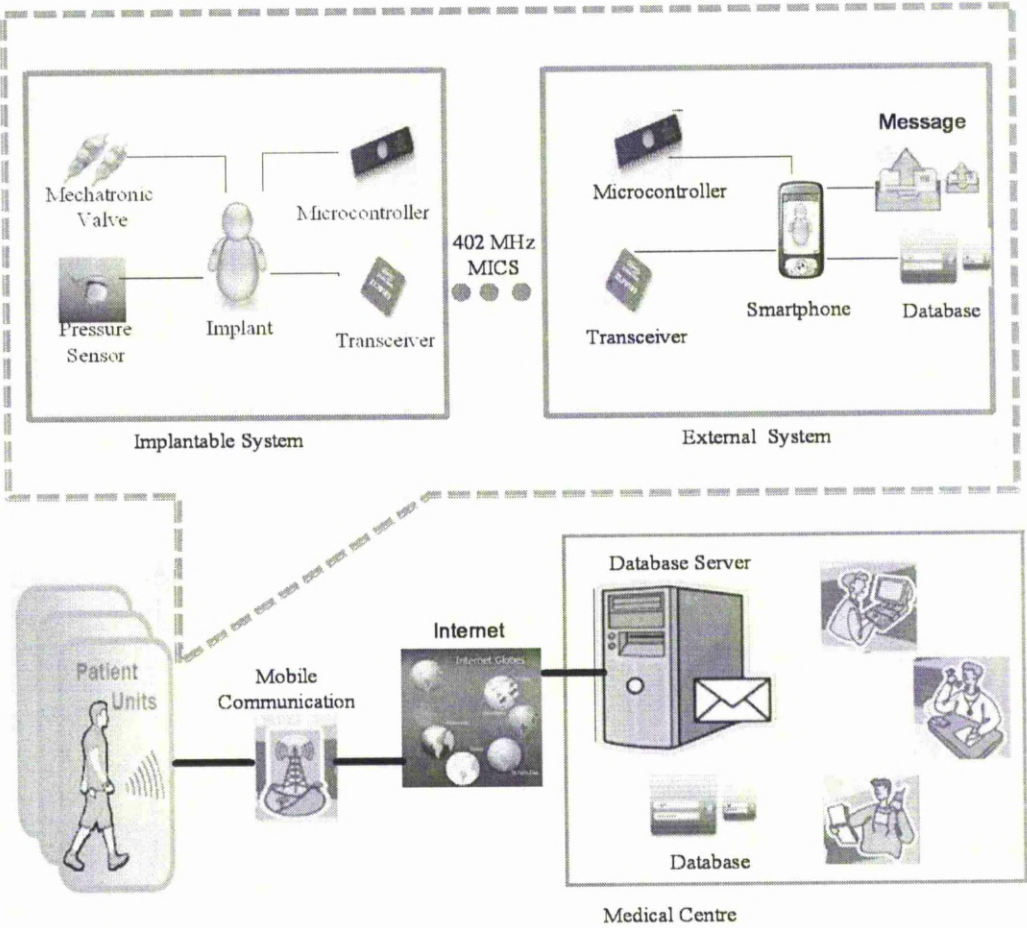 Mechatronic
Valve
Microcontroller
Pressure
Sensor
Implant
Transceiver
Implantable System
402 MHz
MICS
Microcontroller
Message
Transceiver
Smartphone
Database
External System
Patient
Units
Mobile
Communication
Internet
Internet Globes
Database Server
Database
Medical Centre